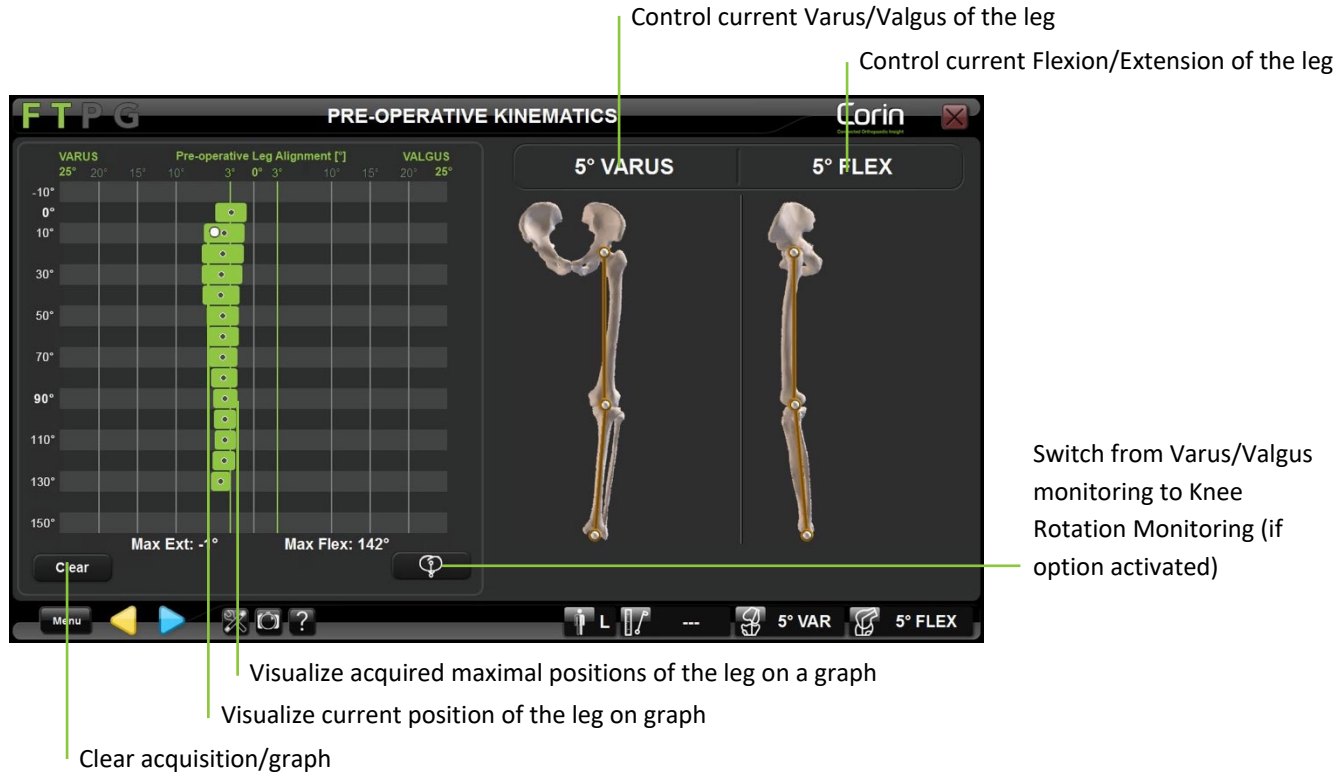 Control current Varus/Valgus of the leg
Control current Flexion/Extension of the leg
FTPG
PRE-OPERATIVE KINEMATICS
Corin
Connected Orthopaedic Insight
VARUS
Pre-operative Leg Alignment [°]
VALGUS
25° 20° 15° 10° 3° 0° 3° 10° 15° 20° 25°
5° VARUS
5° FLEX
-10°
0°
10°
30°
50°
70°
90°
110°
130°
150°
Max Ext: -1°
Max Flex: 142°
Clear
Switch from Varus/Valgus
monitoring to Knee
Rotation Monitoring (if
option activated)
Menu
?
L
---
5° VAR
5° FLEX
Visualize acquired maximal positions of the leg on a graph
Visualize current position of the leg on graph
Clear acquisition/graph